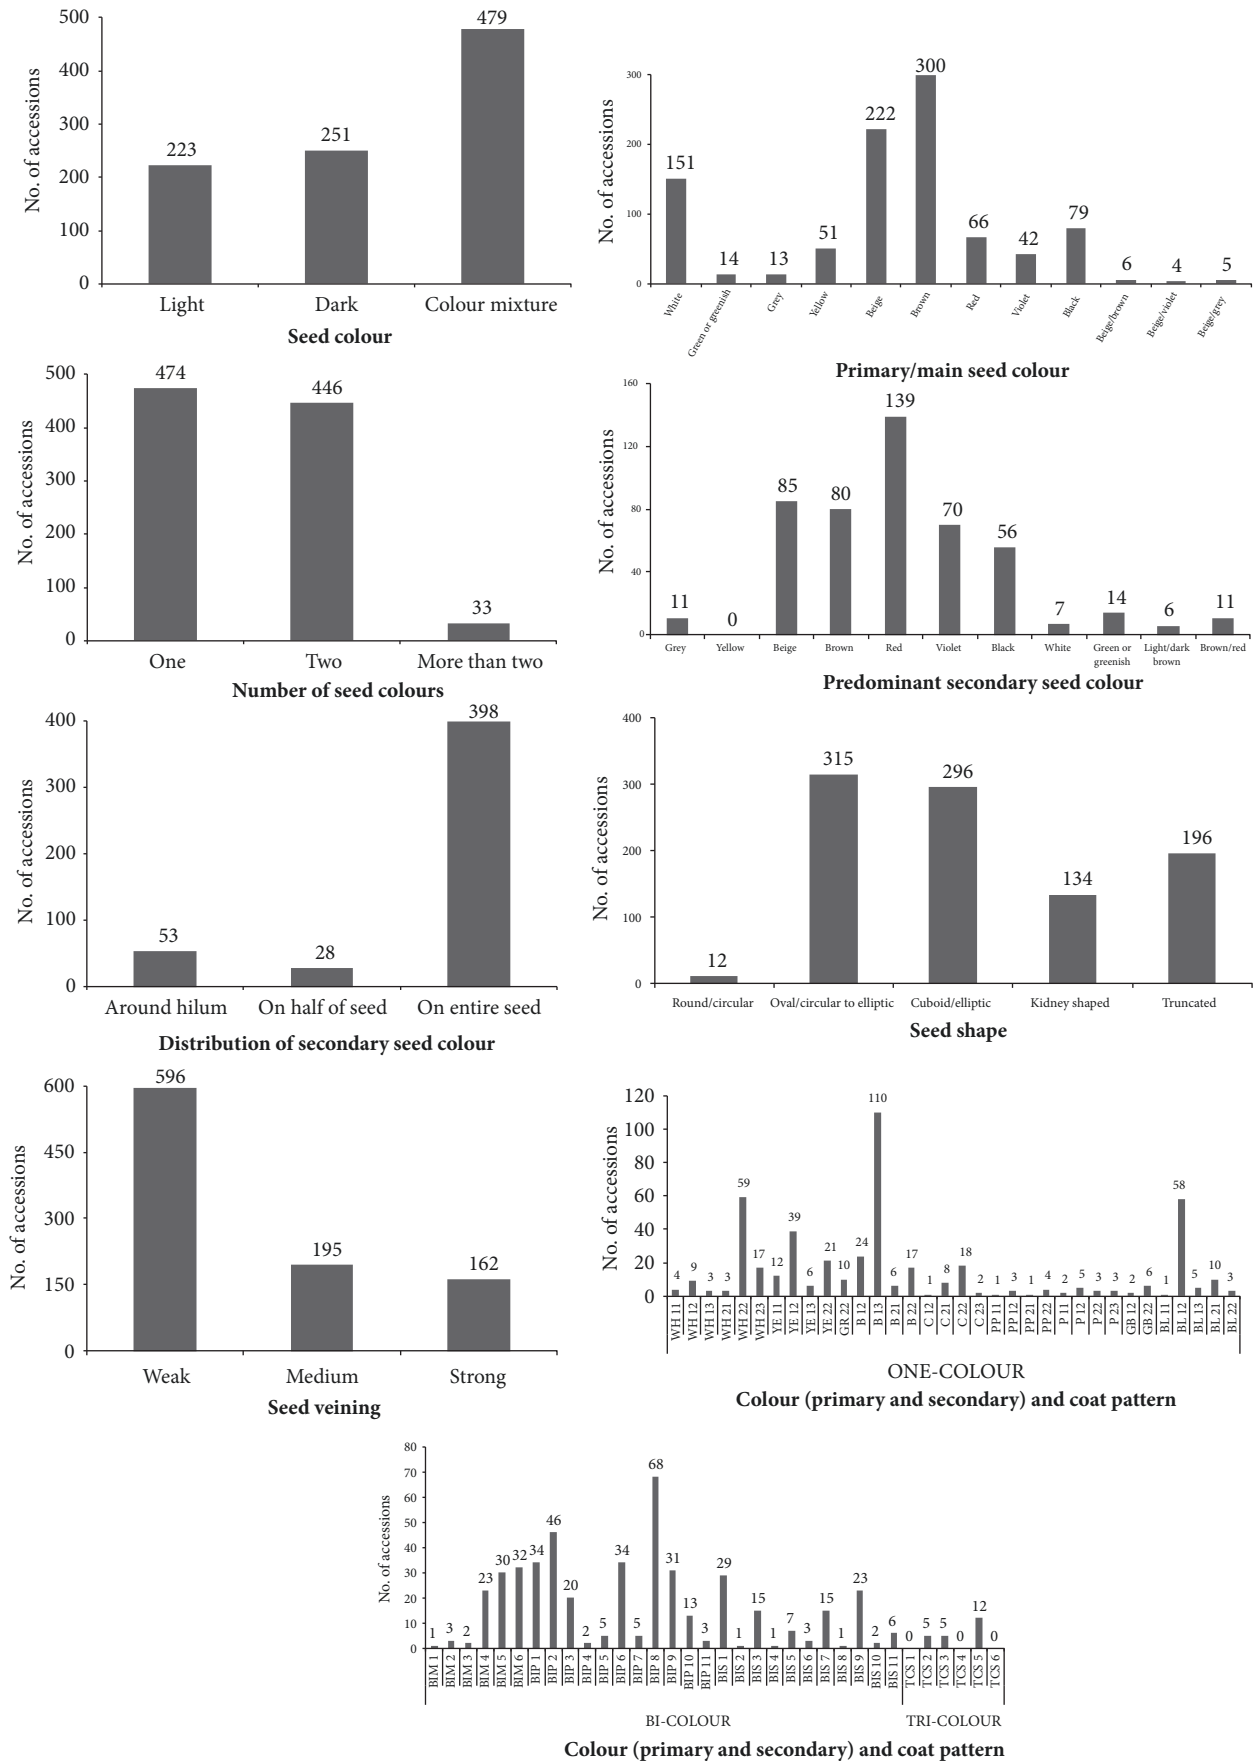 500
400
300
200
100
0
No. of accessions
223
251
479
Light Dark Colour mixture
Seed colour
300
200
100
0
No. of accessions
151
14
13
51
222
300
66
42
79
6
4
5
White
Green or greenish
Grey
Yellow
Beige
Brown
Red
Violet
Black
Beige/brown
Beige/violet
Beige/grey
Primary/main seed colour
500
400
300
200
100
0
No. of accessions
474
446
33
One Two More than two
Number of seed colours
160
120
80
40
0
No. of accessions
11
0
85
80
139
70
56
7
14
6
11
Grey Yellow Beige Brown Red Violet Black White Green or Light/dark Brown/red
greenish brown
Predominant secondary seed colour
400
300
200
100
0
No. of accessions
53
28
398
Around hilum On half of seed On entire seed
Distribution of secondary seed colour
400
300
200
100
0
No. of accessions
12
315
296
134
196
Round/circular Oval/circular to elliptic Cuboid/elliptic Kidney shaped Truncated
Seed shape
600
450
300
150
0
No. of accessions
596
195
162
Weak Medium Strong
Seed veining
120
100
80
60
40
20
0
No. of accessions
4
9
3
3
59
17
12
39
6
21
10
24
110
6
17
1
8
18
2
1
3
1
4
2
5
3
3
2
6
1
58
5
10
3
WH 11
WH 12
WH 13
WH 21
WH 22
WH 23
YE 11
YE 12
YE 13
YE 22
GR 22
B 12
B 13
B 21
B 22
C 12
C 21
C 22
C 23
PP 11
PP 12
PP 21
PP 22
P 11
P 12
P 22
P 23
GB 12
GB 22
BL 11
BL 12
BL 13
BL 21
BL 22
ONE-COLOUR
Colour (primary and secondary) and coat pattern
80
70
60
50
40
30
20
10
0
No. of accessions
1
3
2
23
30
32
34
46
20
2
5
34
5
68
31
13
3
29
1
15
1
7
3
15
1
23
2
6
0
5
5
0
12
0
BIM 1
BIM 2
BIM 3
BIM 4
BIM 5
BIM 6
BIP 1
BIP 2
BIP 3
BIP 4
BIP 5
BIP 6
BIP 7
BIP 8
BIP 9
BIP 10
BIP 11
BIS 1
BIS 2
BIS 3
BIS 4
BIS 5
BIS 6
BIS 7
BIS 8
BIS 9
BIS 10
BIS 11
TCS 1
TCS 2
TCS 3
TCS 4
TCS 5
TCS 6
BI-COLOUR TRI-COLOUR
Colour (primary and secondary) and coat pattern